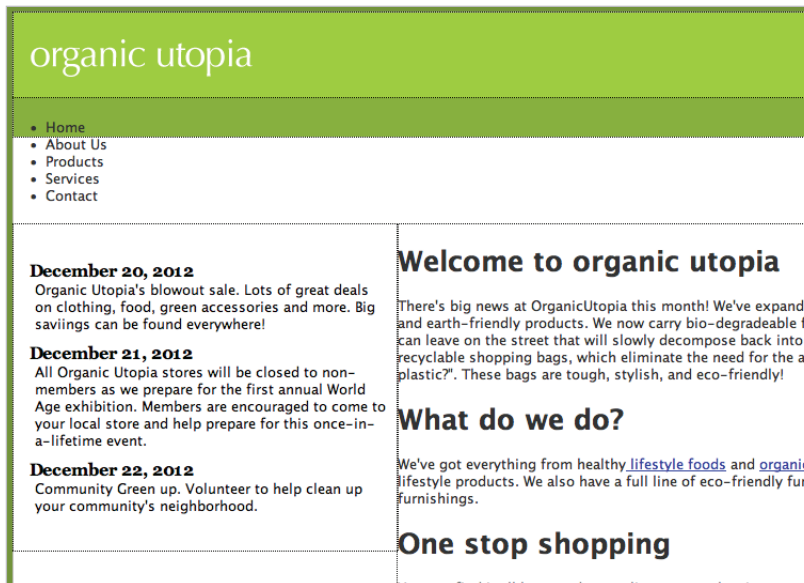 organic utopia
Home
About Us
Products
Services
Contact
December 20, 2012
Organic Utopia's blowout sale. Lots of great deals
on clothing, food, green accessories and more. Big
saviings can be found everywhere!
December 21, 2012
All Organic Utopia stores will be closed to non-
members as we prepare for the first annual World
Age exhibition. Members are encouraged to come to
your local store and help prepare for this once-in-
a-lifetime event.
December 22, 2012
Community Green up. Volunteer to help clean up
your community's neighborhood.
Welcome to organic utopia
There's big news at OrganicUtopia this month! We've expand
and earth-friendly products. We now carry bio-degradeable f
can leave on the street that will slowly decompose back into
recyclable shopping bags, which eliminate the need for the a
plastic?". These bags are tough, stylish, and eco-friendly!
What do we do?
We've got everything from healthy lifestyle foods and organic
lifestyle products. We also have a full line of eco-friendly fur
furnishings.
One stop shopping